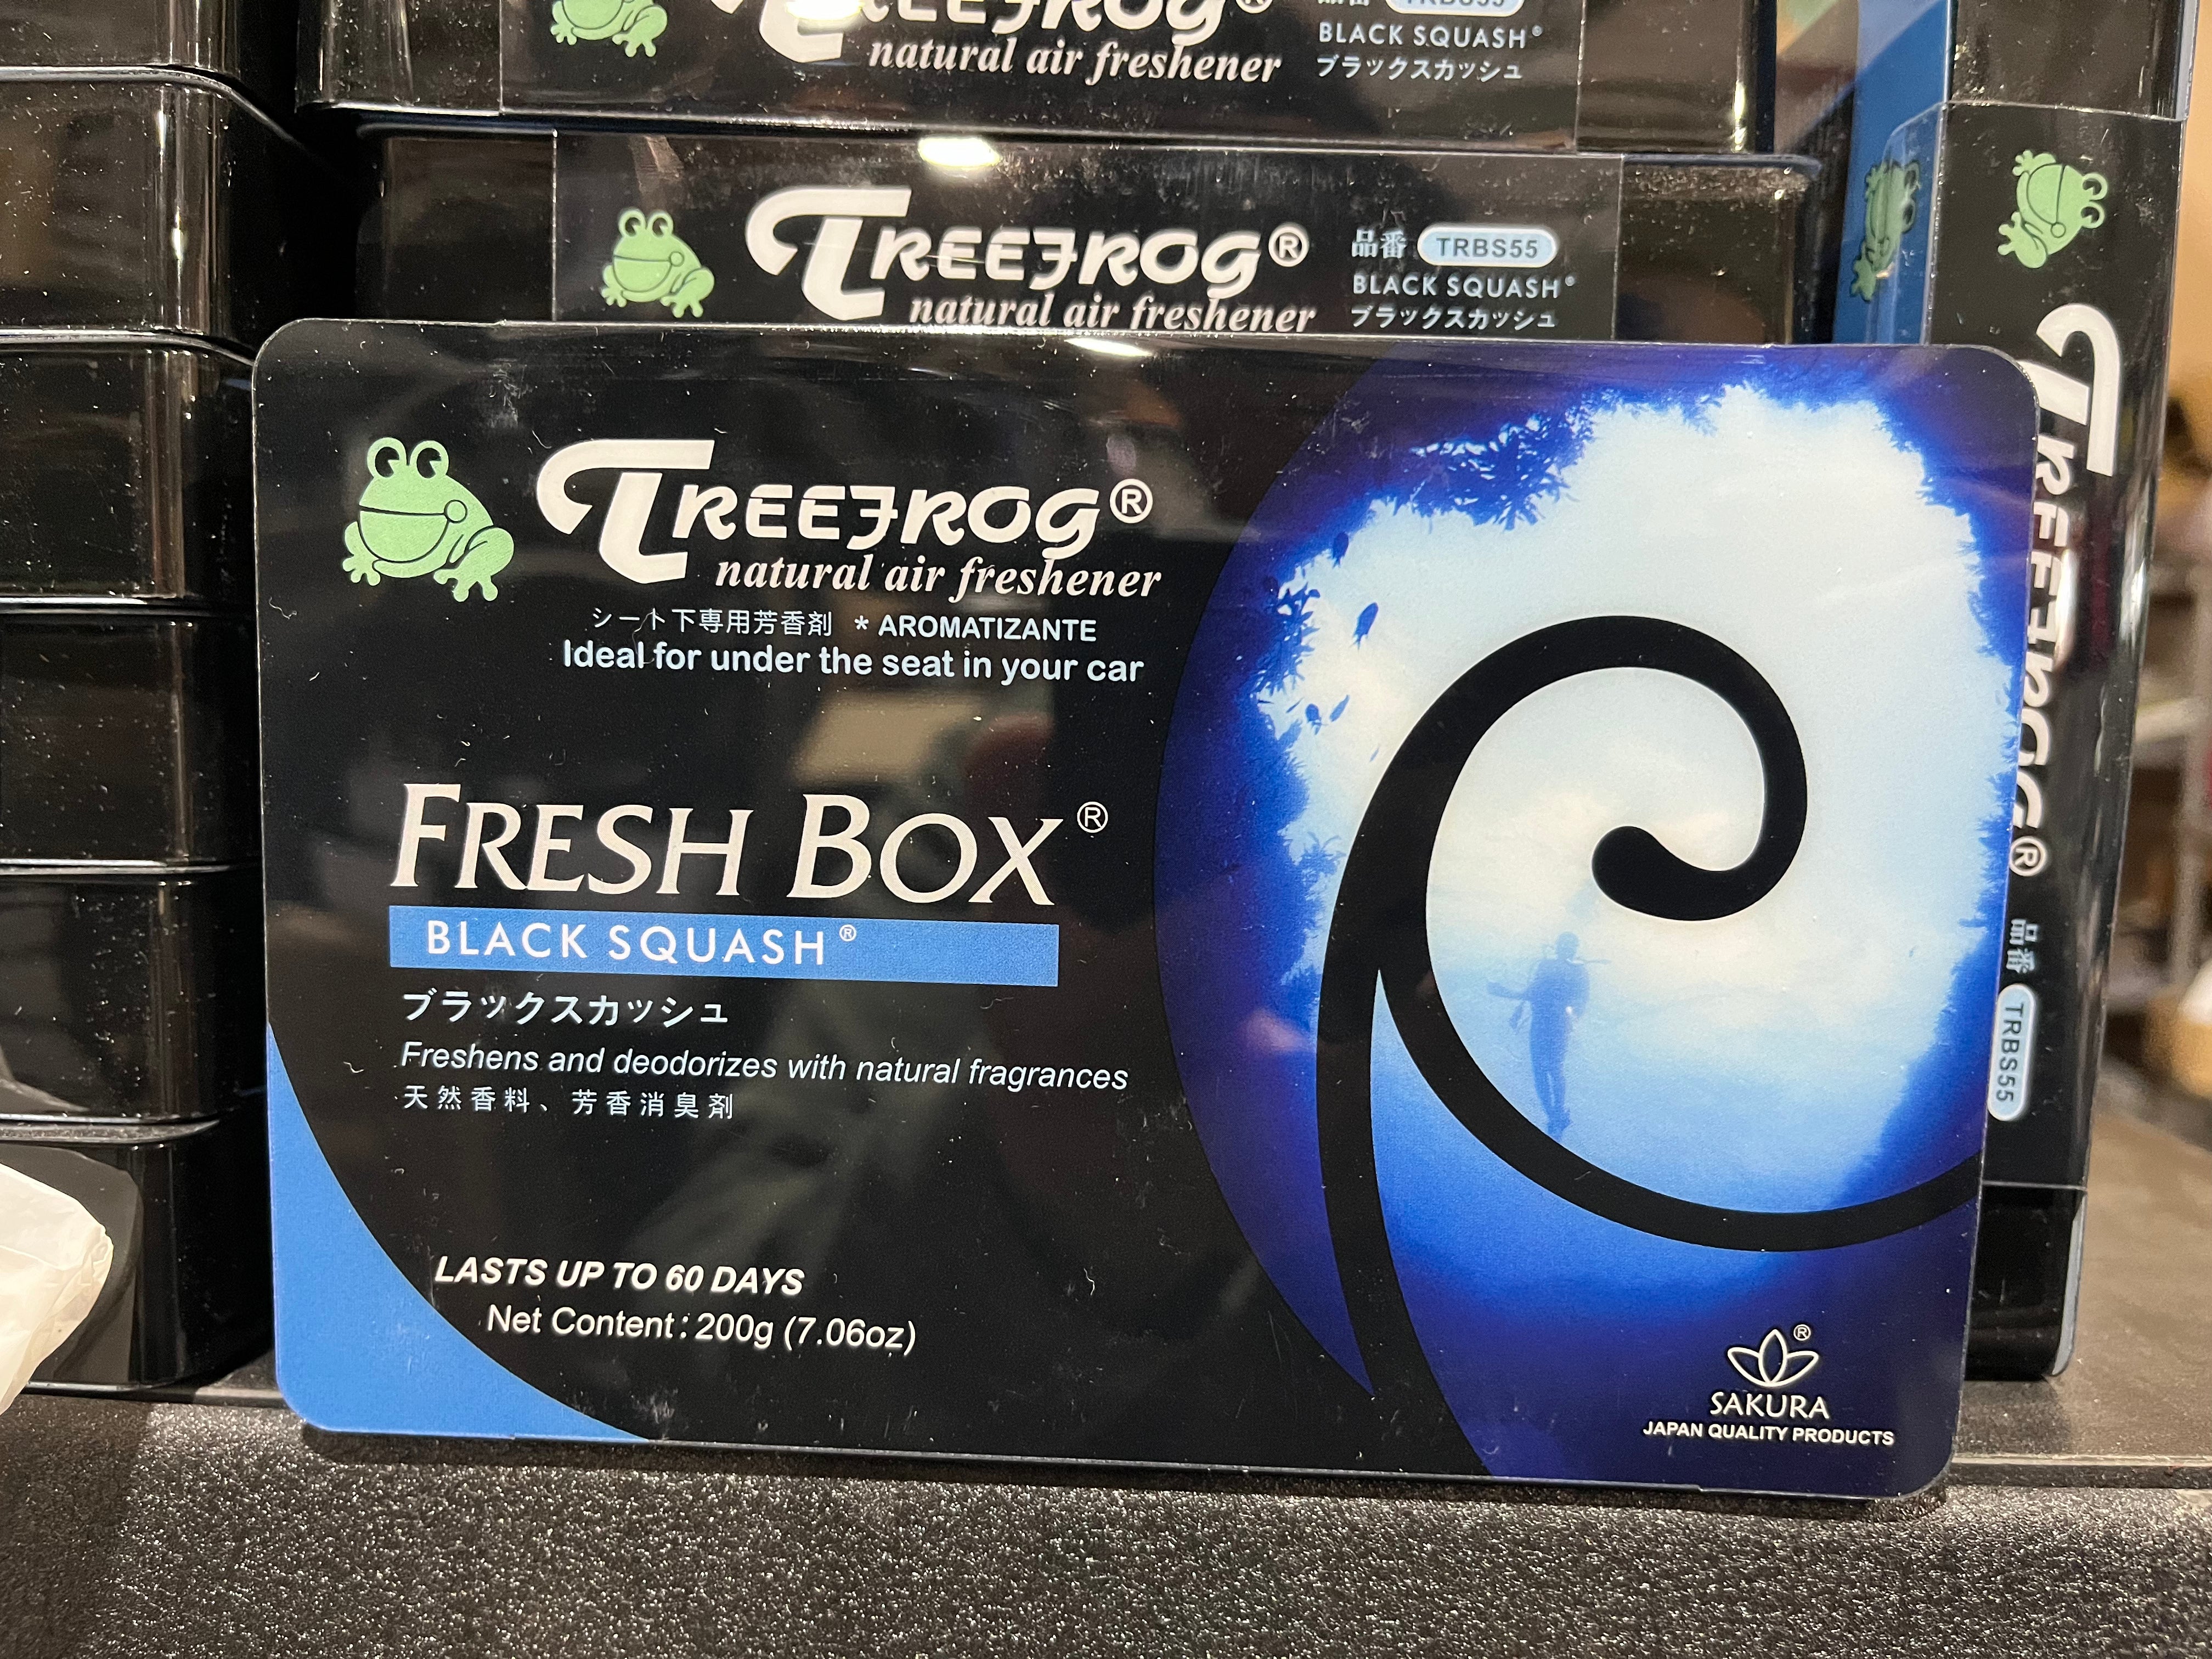 TREEFROG®
natural air freshener
BLACK SQUASH®
ブラックスカッシュ
TREEFROG®
natural air freshener
品番 TRBS55
BLACK SQUASH®
ブラックスカッシュ
TREEFROG®
natural air freshener
シート下専用芳香剤 * AROMATIZANTE
Ideal for under the seat in your car
FRESH BOX®
BLACK SQUASH®
ブラックスカッシュ
Freshens and deodorizes with natural fragrances
天然香料、芳香消臭剤
LASTS UP TO 60 DAYS
Net Content: 200g (7.06oz)
®
SAKURA
JAPAN QUALITY PRODUCTS
TREEFROG®
品番 TRBS55